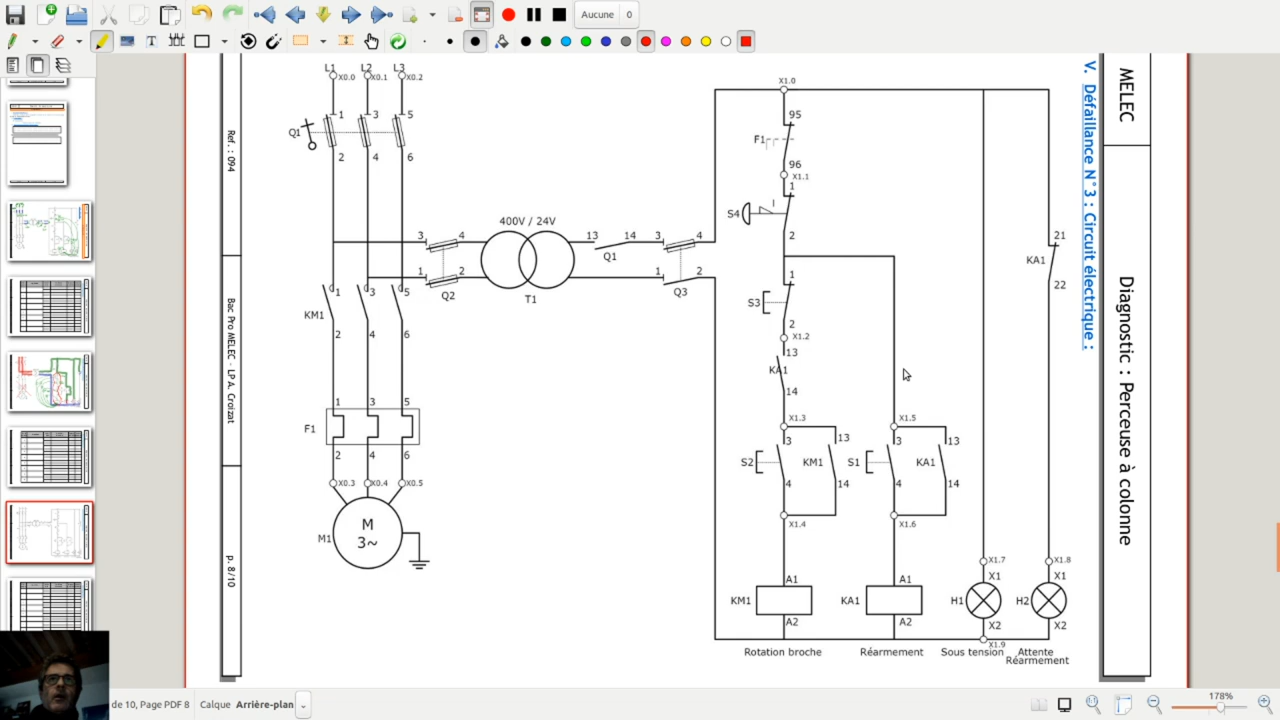 Aucune 0
MELEC
Diagnostic : Perceuse à colonne
V. Défaillance N°3 : Circuit électrique :
Ref. : 094
Bac Pro MELEC - LP A. Croizat
p. 8/10
L1 L2 L3
X0.0 X0.1 X0.2
1 3 5
Q1
2 4 6
400V / 24V
3 4 13 14 3 4
Q1
1 2 1 2
Q2 T1 Q3
1 3 5
KM1
2 4 6
1 3 5
F1
2 4 6
X0.3 X0.4 X0.5
M1
M
3~
X1.0
95
F1
96
X1.1
1
S4
2
1
S3
2
X1.2
13
KA1
14
X1.3 X1.5
3 13 3 13
S2 KM1 S1 KA1
4 14 4 14
X1.4 X1.6
21
KA1
22
X1.7 X1.8
A1 A1 X1 X1
KM1 KA1 H1 H2
A2 A2 X2 X2
X1.9
Rotation broche Réarmement Sous tension Attente
Réarmement
de 10, Page PDF 8 Calque Arrière-plan 178%